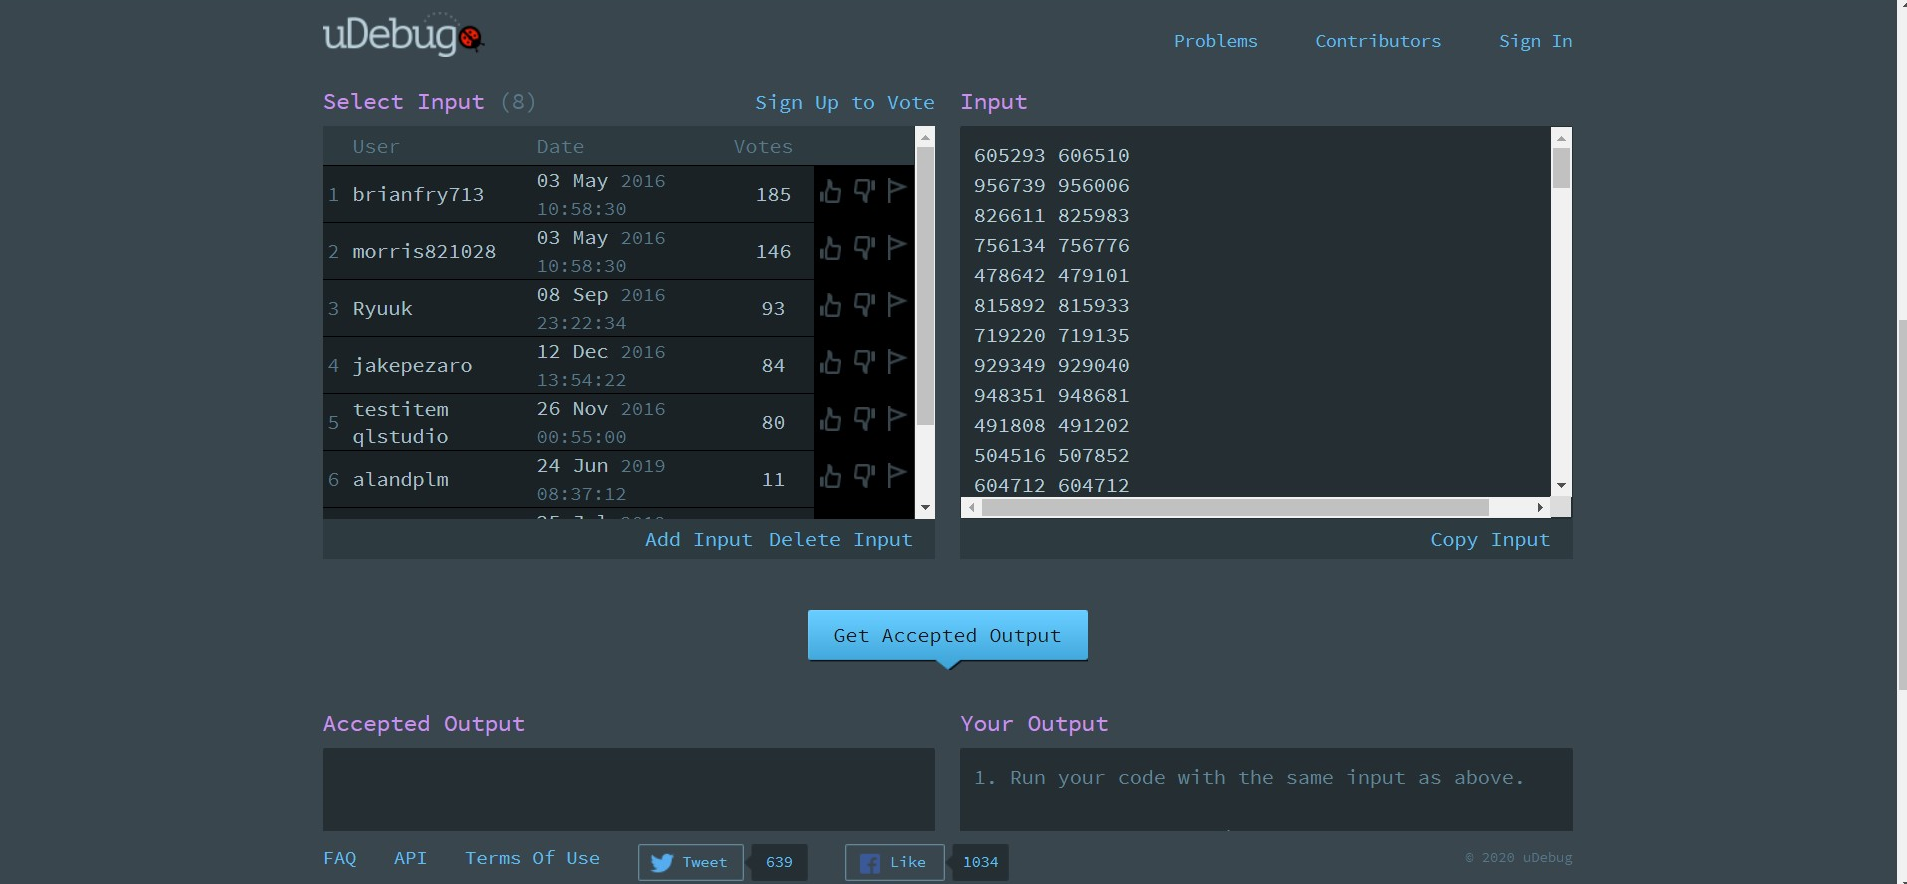 uDebug
Problems Contributors Sign In
Select Input (8) Sign Up to Vote
User Date Votes
1 brianfry713 03 May 2016 10:58:30 185
2 morris821028 03 May 2016 10:58:30 146
3 Ryuuk 08 Sep 2016 23:22:34 93
4 jakepezaro 12 Dec 2016 13:54:22 84
5 testitem qlstudio 26 Nov 2016 00:55:00 80
6 alandplm 24 Jun 2019 08:37:12 11
Add Input Delete Input
Input
605293 606510
956739 956006
826611 825983
756134 756776
478642 479101
815892 815933
719220 719135
929349 929040
948351 948681
491808 491202
504516 507852
604712 604712
Copy Input
Get Accepted Output
Accepted Output
Your Output
1. Run your code with the same input as above.
FAQ API Terms Of Use Tweet 639 Like 1034 © 2020 uDebug